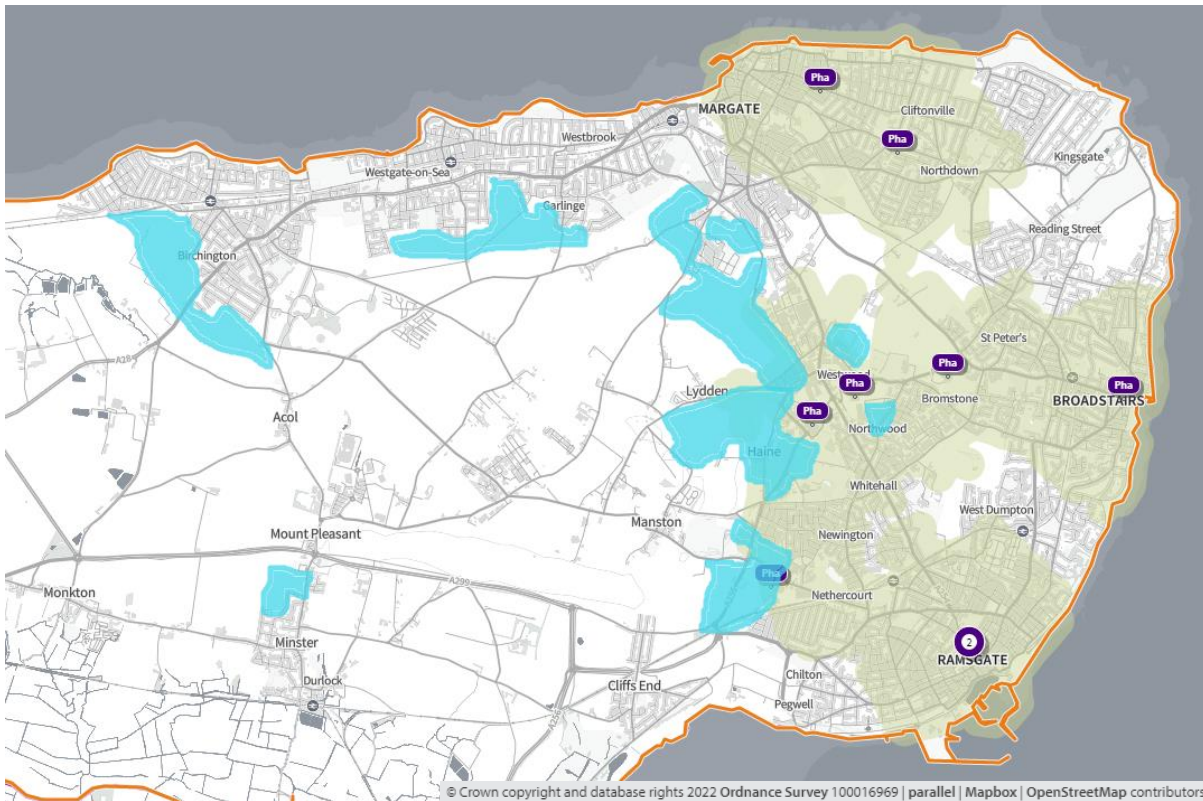 Pha
Cliftonville
MARGATE
Pha
Westbrook
Kingsgate
Westgate-on-Sea
Northdown
Garlinge
Reading Street
Birchington
St Peter's
A28
Pha
Westwood
Pha
Pha
Lydden
Bromstone
BROADSTAIRS
Pha
Acol
Northwood
Haine
Whitehall
West Dumpton
Manston
Mount Pleasant
Newington
Pha
A299
Monkton
Nethercourt
Minster
2
RAMSGATE
Chilton
Durlock
Cliffs End
Pegwell
A256
© Crown copyright and database rights 2022 Ordnance Survey 100016969 | parallel | Mapbox | OpenStreetMap contributors